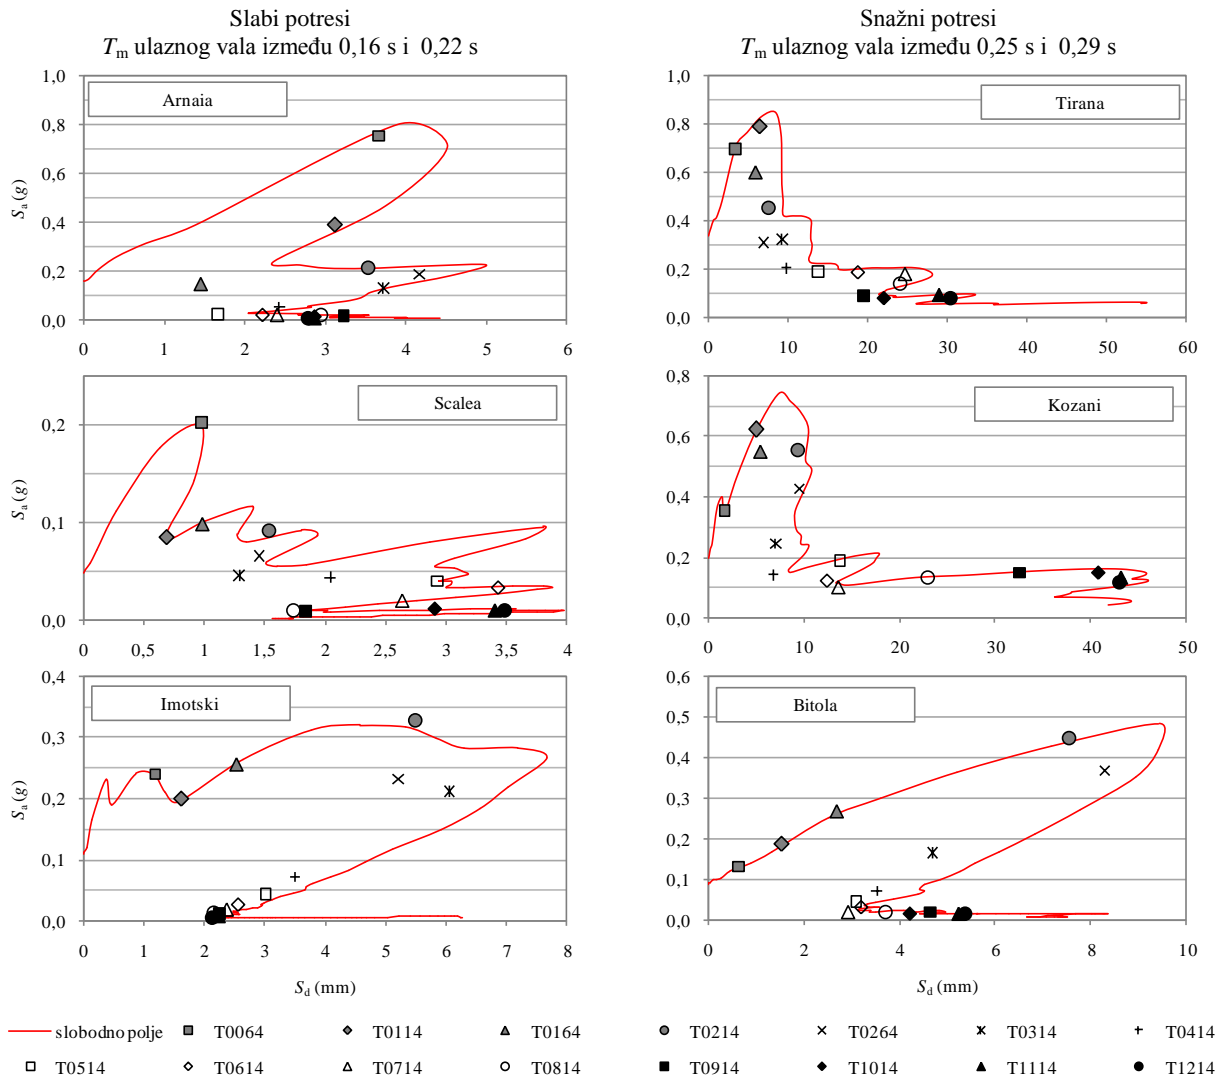 Slabi potresi
T_m ulaznog vala između 0,16 s i 0,22 s
Snažni potresi
T_m ulaznog vala između 0,25 s i 0,29 s
1,0
0,8
0,6
0,4
0,2
0,0
S_a (g)
Arnaia
0 1 2 3 4 5 6
1,0
0,8
0,6
0,4
0,2
0,0
Tirana
0 10 20 30 40 50 60
0,2
0,1
0,0
S_a (g)
Scalea
0 0,5 1 1,5 2 2,5 3 3,5 4
0,8
0,6
0,4
0,2
0,0
Kozani
0 10 20 30 40 50
0,4
0,3
0,2
0,1
0,0
S_a (g)
Imotski
0 1 2 3 4 5 6 7 8
S_d (mm)
0,6
0,5
0,4
0,3
0,2
0,1
0,0
Bitola
0 2 4 6 8 10
S_d (mm)
slobodno polje T0064 T0114 T0164 T0214 T0264 T0314 T0414
T0514 T0614 T0714 T0814 T0914 T1014 T1114 T1214